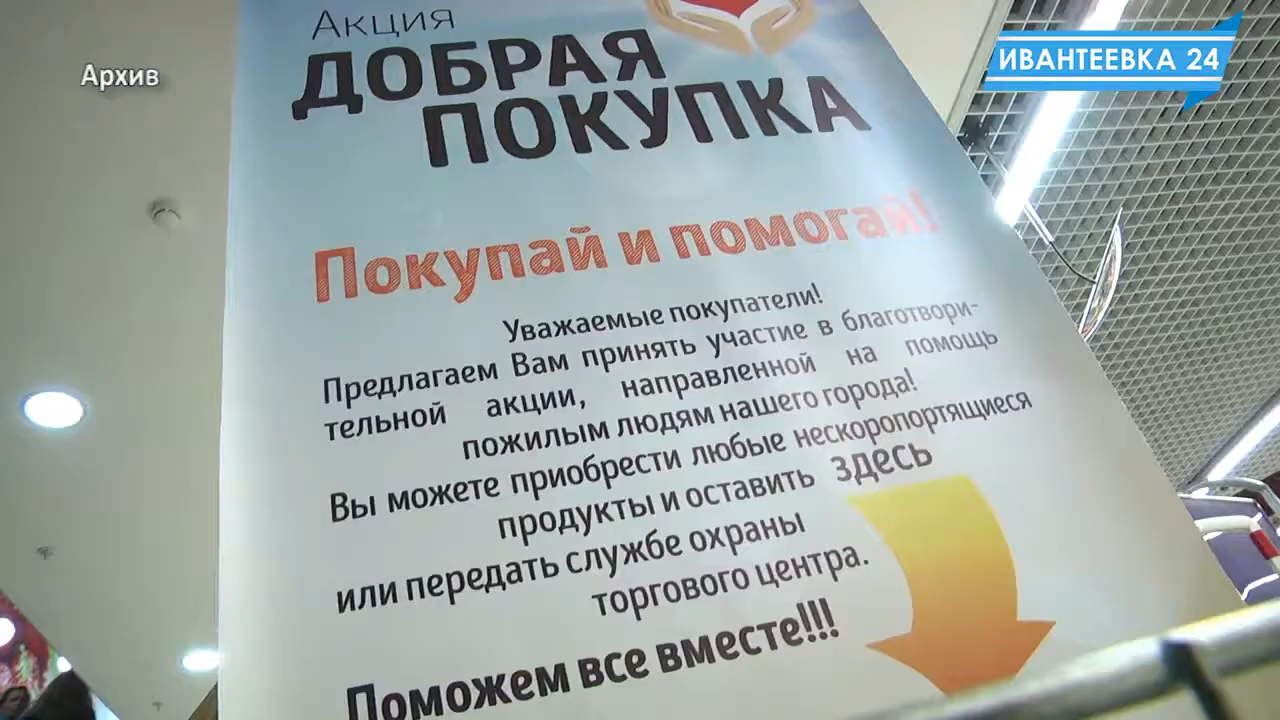 Архив
ИВАНТЕЕВКА 24
Акция
ДОБРАЯ
ПОКУПКА
Покупай и помогай!
Уважаемые покупатели!
Предлагаем Вам принять участие в благотвори-
тельной акции, направленной на помощь
пожилым людям нашего города!
Вы можете приобрести любые нескоропортящиеся
продукты и оставить здесь
или передать службе охраны
торгового центра.
Поможем все вместе!!!